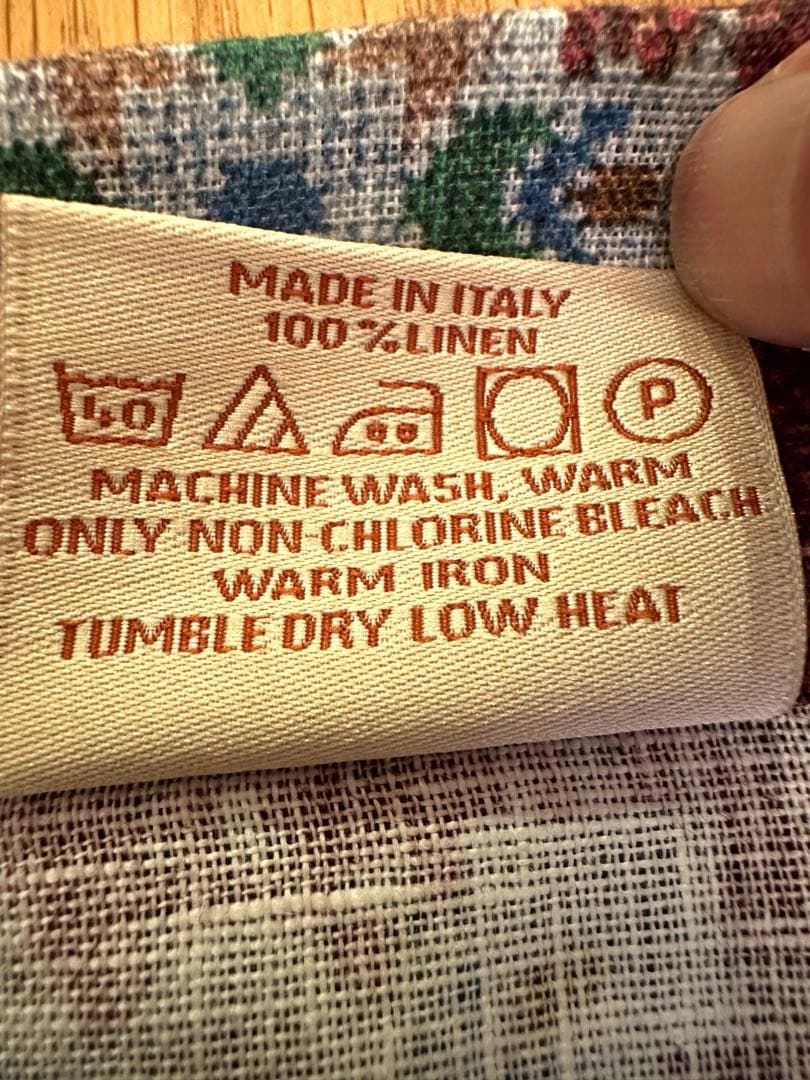 MADE IN ITALY
100 % LINEN
40 P
MACHINE WASH, WARM
ONLY NON-CHLORINE BLEACH
WARM IRON
TUMBLE DRY LOW HEAT